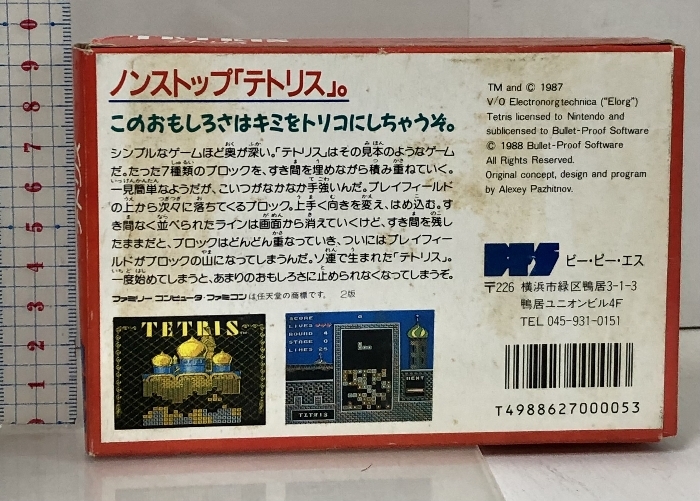 ノンストップ「テトリス」。
このおもしろさはキミをトリコにしちゃうぞ。
シンプルなゲームほど奥が深い。「テトリス」はその見本のようなゲーム
だ。たった7種類のブロックを、すき間を埋めながら積み重ねていく。
一見簡単なようだが、こいつがなかなか手強いんだ。プレイフィールド
の上から次々に落ちてくるブロック。上手く向きを変え、はめ込む。す
き間なく並べられたラインは画面から消えていくけど、すき間を残し
たままだと、ブロックはどんどん重なっていき、ついにはプレイフィー
ルドがブロックの山になってしまうんだ。ソ連で生まれた「テトリス」。
一度始めてしまうと、あまりのおもしろさに止められなくなってしまうぞ。
ファミリーコンピュータ・ファミコンは任天堂の商標です。 2版
TETRIS
SCORE 0
LIVES
ROUND 4
STAGE 0
LINES 25
NEXT
TETRIS
TM and © 1987
V/O Electronorgtechnica ("Elorg")
Tetris licensed to Nintendo and
sublicensed to Bullet-Proof Software
© 1988 Bullet-Proof Software
All Rights Reserved.
Original concept, design and program
by Alexey Pazhitnov.
BPS ビー・ピー・エス
〒226 横浜市緑区鴨居3-1-3
鴨居ユニオンビル4F
TEL 045-931-0151
T4988627000053
0
9
8
7
6
5
4
3
2
1
0